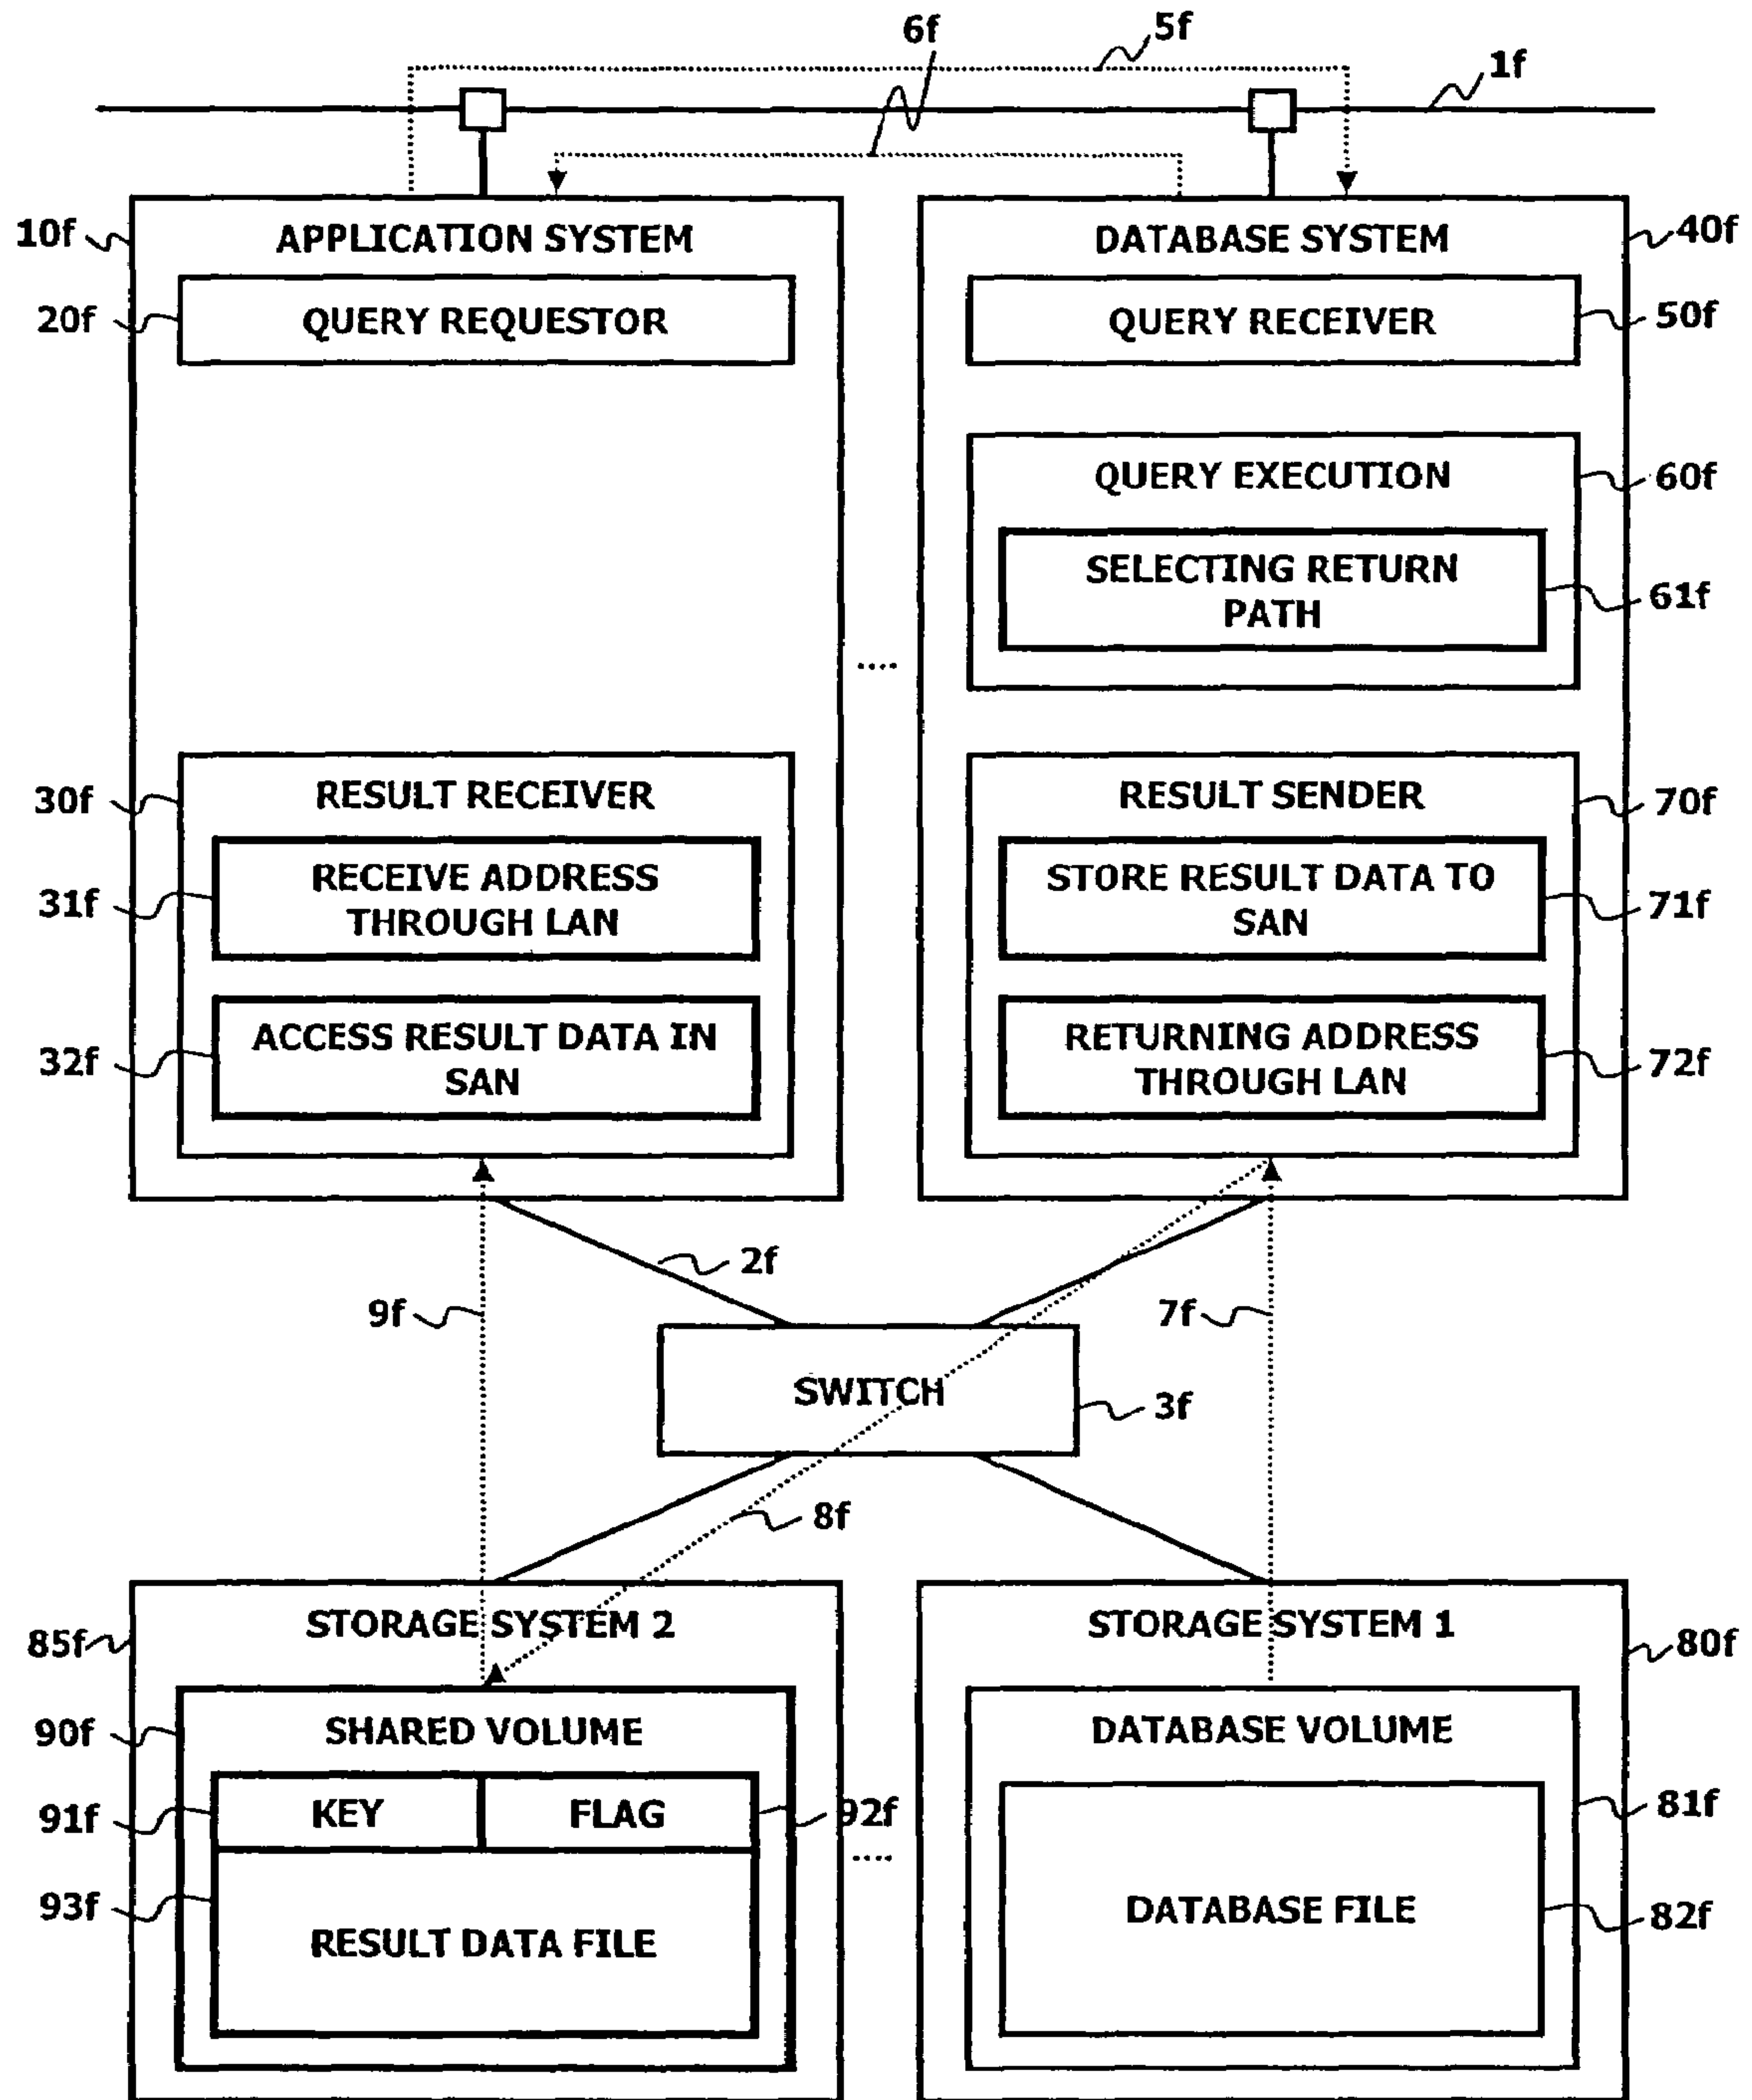 6f
5f
1f
10f
APPLICATION SYSTEM
DATABASE SYSTEM
40f
20f
QUERY REQUESTOR
QUERY RECEIVER
50f
QUERY EXECUTION
60f
SELECTING RETURN
PATH
61f
....
30f
RESULT RECEIVER
RESULT SENDER
70f
31f
RECEIVE ADDRESS
THROUGH LAN
STORE RESULT DATA TO
SAN
71f
32f
ACCESS RESULT DATA IN
SAN
RETURNING ADDRESS
THROUGH LAN
72f
2f
9f
7f
SWITCH
3f
8f
85f
STORAGE SYSTEM 2
STORAGE SYSTEM 1
80f
90f
SHARED VOLUME
DATABASE VOLUME
91f
KEY
FLAG
92f
81f
....
93f
RESULT DATA FILE
DATABASE FILE
82f